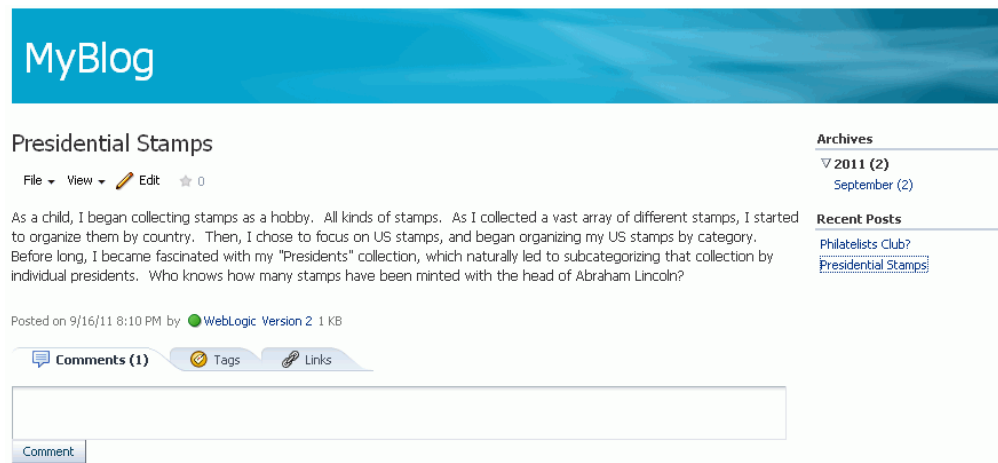 MyBlog
Presidential Stamps
File View Edit 0
As a child, I began collecting stamps as a hobby. All kinds of stamps. As I collected a vast array of different stamps, I started
to organize them by country. Then, I chose to focus on US stamps, and began organizing my US stamps by category.
Before long, I became fascinated with my "Presidents" collection, which naturally led to subcategorizing that collection by
individual presidents. Who knows how many stamps have been minted with the head of Abraham Lincoln?
Posted on 9/16/11 8:10 PM by WebLogic Version 2 1 KB
Comments (1) Tags Links
Comment
Archives
2011 (2)
September (2)
Recent Posts
Philatelists Club?
Presidential Stamps